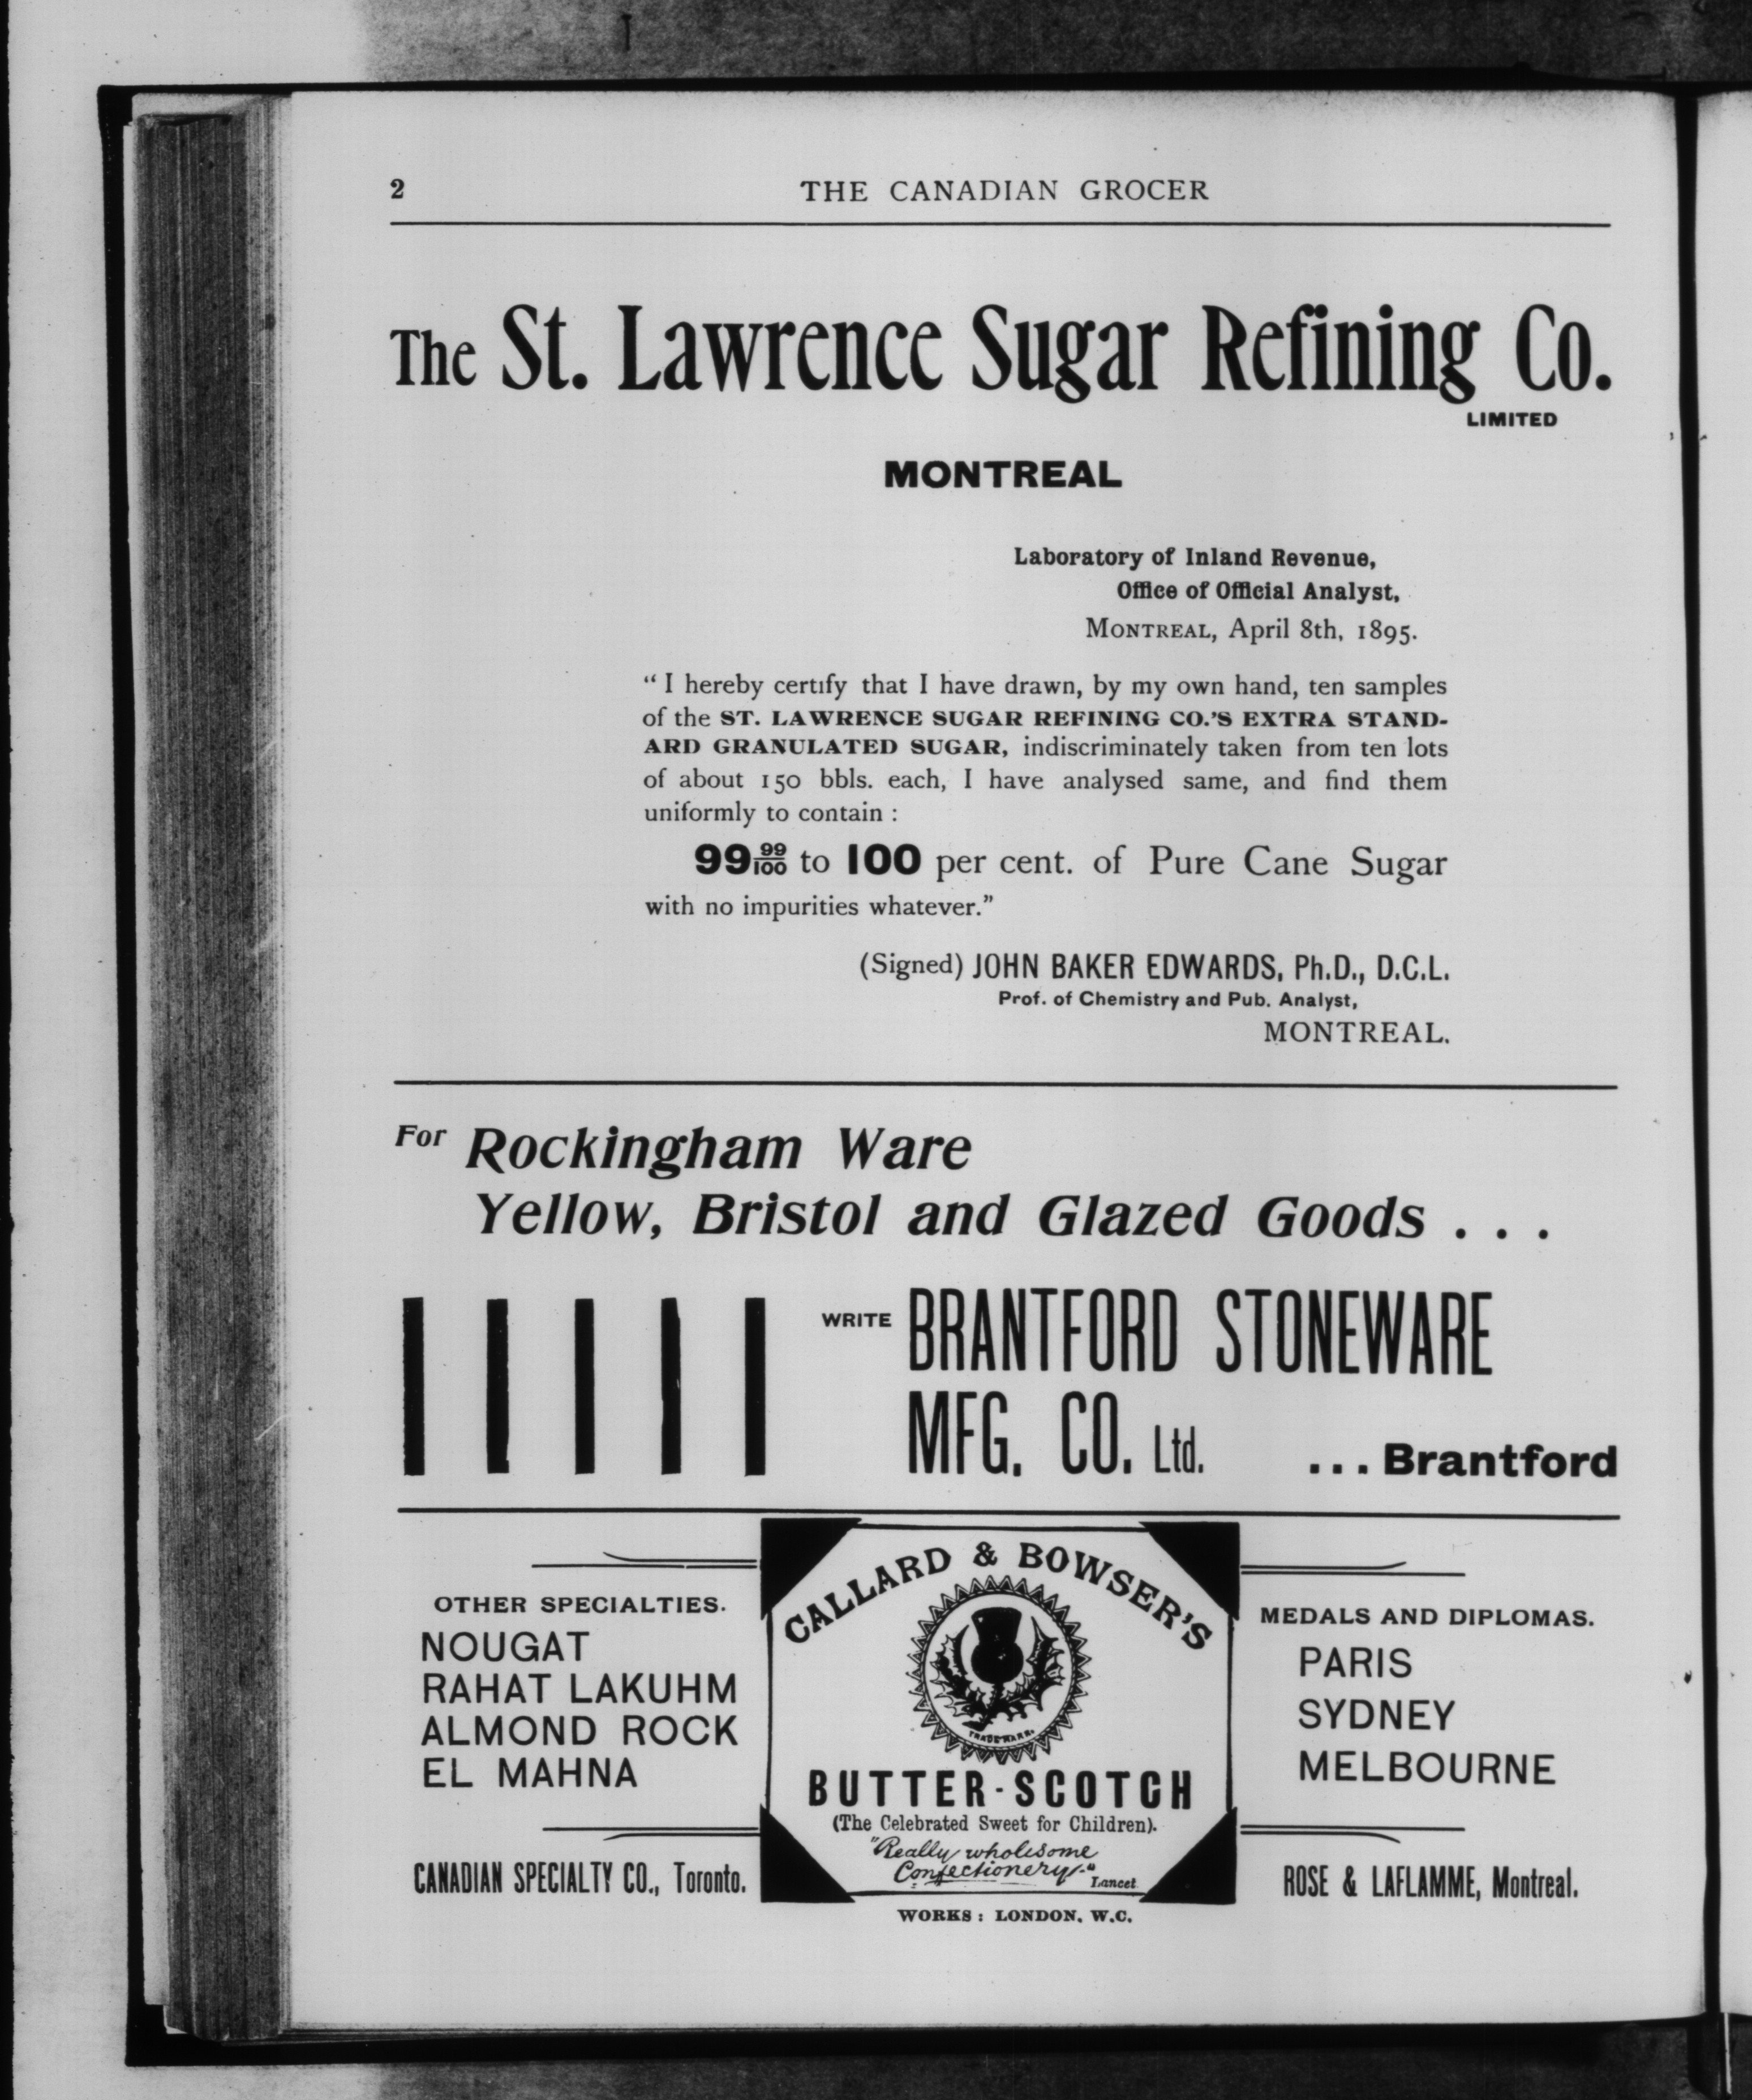 2
THE CANADIAN GROCER
The St. Lawrence Sugar Refining Co.
LIMITED
MONTREAL
Laboratory of Inland Revenue,
Office of Official Analyst,
MONTREAL, April 8th, 1895.
“ I hereby certify that I have drawn, by my own hand, ten samples
of the ST. LAWRENCE SUGAR REFINING CO.'S EXTRA STAND-
ARD GRANULATED SUGAR, indiscriminately taken from ten lots
of about 150 bbls. each, I have analysed same, and find them
uniformly to contain :
99 99/100 to 100 per cent. of Pure Cane Sugar
with no impurities whatever.”
(Signed) JOHN BAKER EDWARDS, Ph.D., D.C.L.
Prof. of Chemistry and Pub. Analyst,
MONTREAL.
For Rockingham Ware
Yellow, Bristol and Glazed Goods . . .
WRITE BRANTFORD STONEWARE
MFG. CO. Ltd. ... Brantford
OTHER SPECIALTIES.
NOUGAT
RAHAT LAKUHM
ALMOND ROCK
EL MAHNA
CANADIAN SPECIALTY CO., Toronto.
CALLARD & BOWSER'S
TRADE MARK.
BUTTER-SCOTCH
(The Celebrated Sweet for Children).
"Really wholesome
Confectionery."
Lancet
WORKS : LONDON, W.C.
MEDALS AND DIPLOMAS.
PARIS
SYDNEY
MELBOURNE
ROSE & LAFLAMME, Montreal.